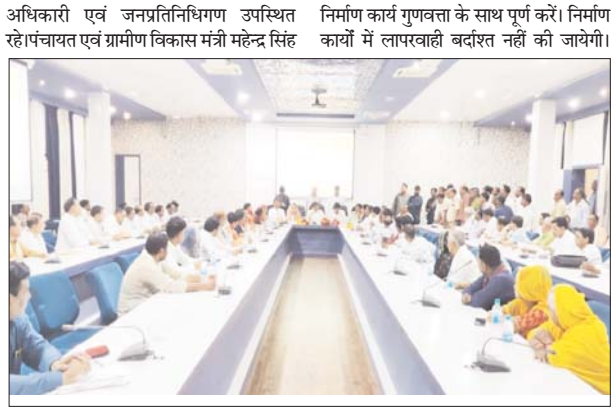 अधिकारी एवं जनप्रतिनिधिगण उपस्थित
रहे।पंचायत एवं ग्रामीण विकास मंत्री महेन्द्र सिंह
निर्माण कार्य गुणवत्ता के साथ पूर्ण करें। निर्माण
कार्यों में लापरवाही बर्दाश्त नहीं की जायेगी।